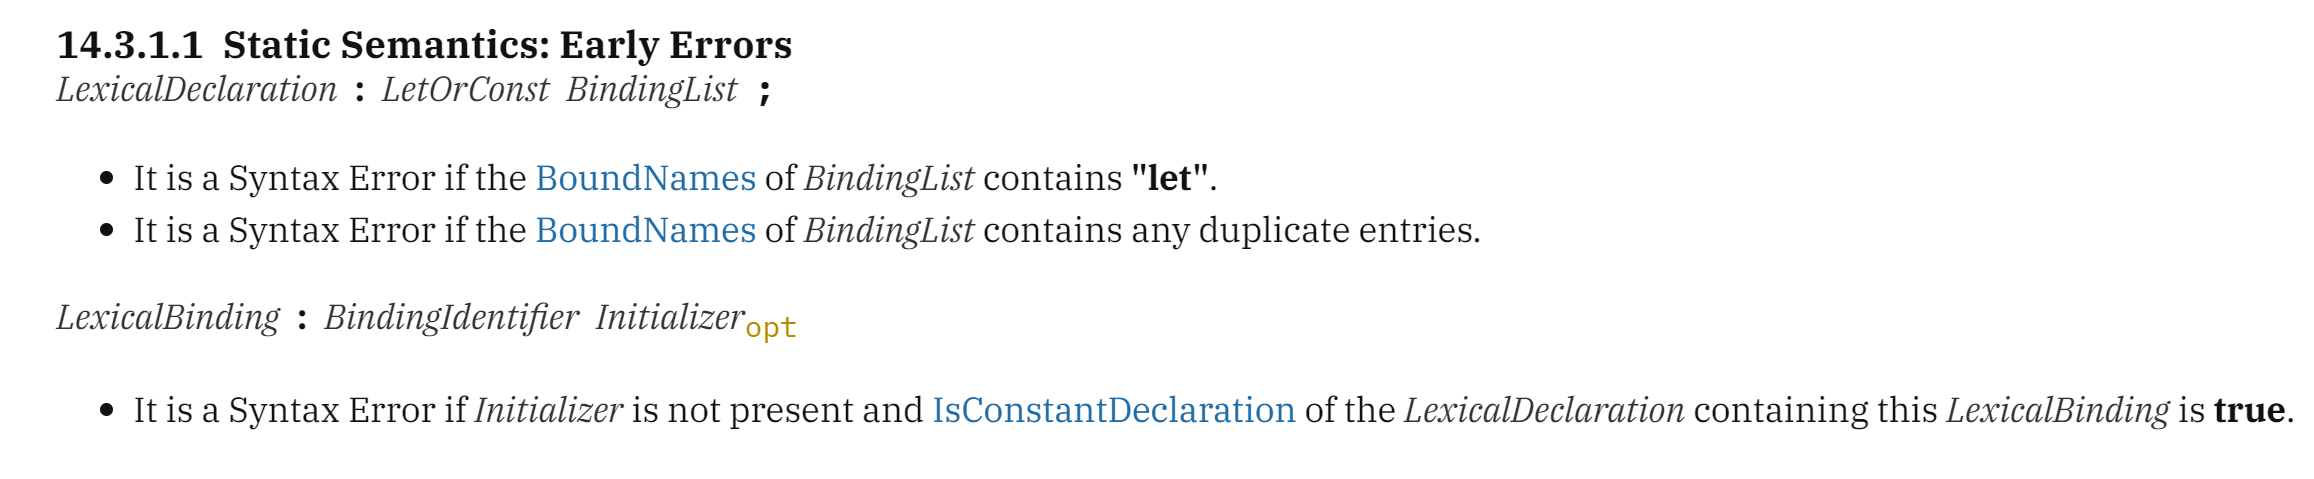 14.3.1.1 Static Semantics: Early Errors
LexicalDeclaration : LetOrConst BindingList ;
• It is a Syntax Error if the BoundNames of BindingList contains "let".
• It is a Syntax Error if the BoundNames of BindingList contains any duplicate entries.
LexicalBinding : BindingIdentifier Initializer opt
• It is a Syntax Error if Initializer is not present and IsConstantDeclaration of the LexicalDeclaration containing this LexicalBinding is true.